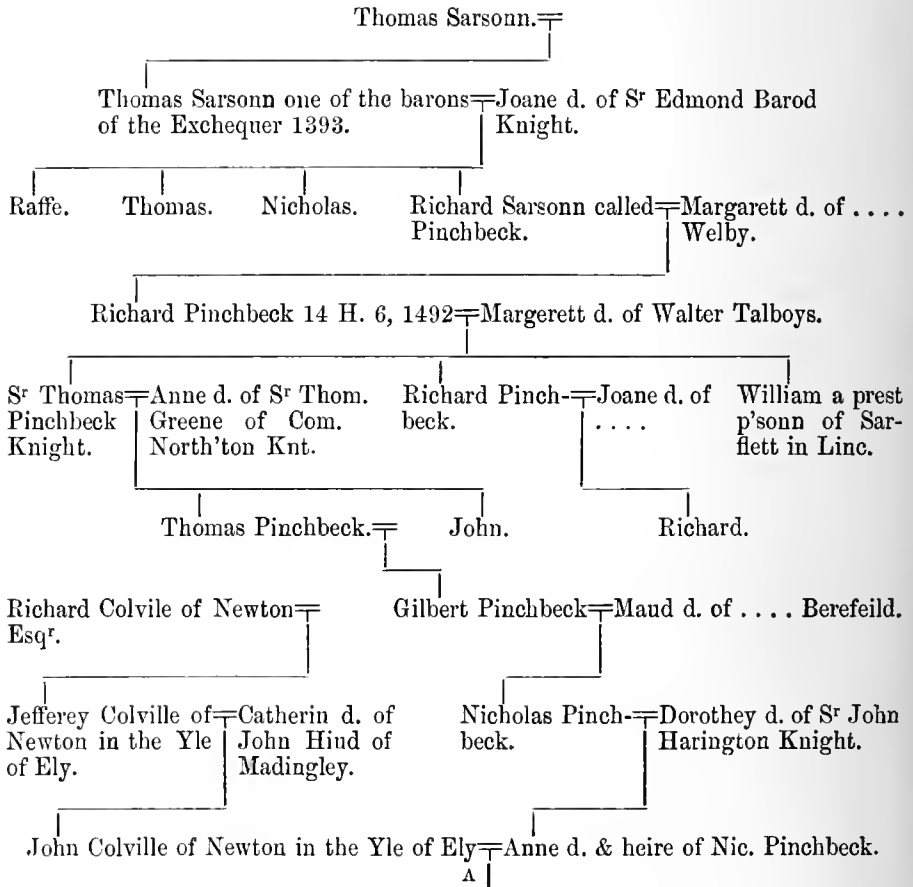 Thomas Sarsonn.
Thomas Sarsonn one of the barons Joane d. of Sʳ Edmond Barod
of the Exchequer 1393. Knight.
Raffe. Thomas. Nicholas. Richard Sarsonn called Margarett d. of ....
Pinchbeck. Welby.
Richard Pinchbeck 14 H. 6, 1492 Margerett d. of Walter Talboys.
Sʳ Thomas Anne d. of Sʳ Thom. Richard Pinch- Joane d. of William a prest
Pinchbeck Greene of Com. beck. .... p'sonn of Sar-
Knight. North'ton Knt. flett in Linc.
Thomas Pinchbeck. John. Richard.
Richard Colvile of Newton Gilbert Pinchbeck Maud d. of .... Berefeild.
Esqʳ.
Jefferey Colville of Catherin d. of Nicholas Pinch- Dorothey d. of Sʳ John
Newton in the Yle John Hiud of beck. Harington Knight.
of Ely. Madingley.
John Colville of Newton in the Yle of Ely Anne d. & heire of Nic. Pinchbeck.
A